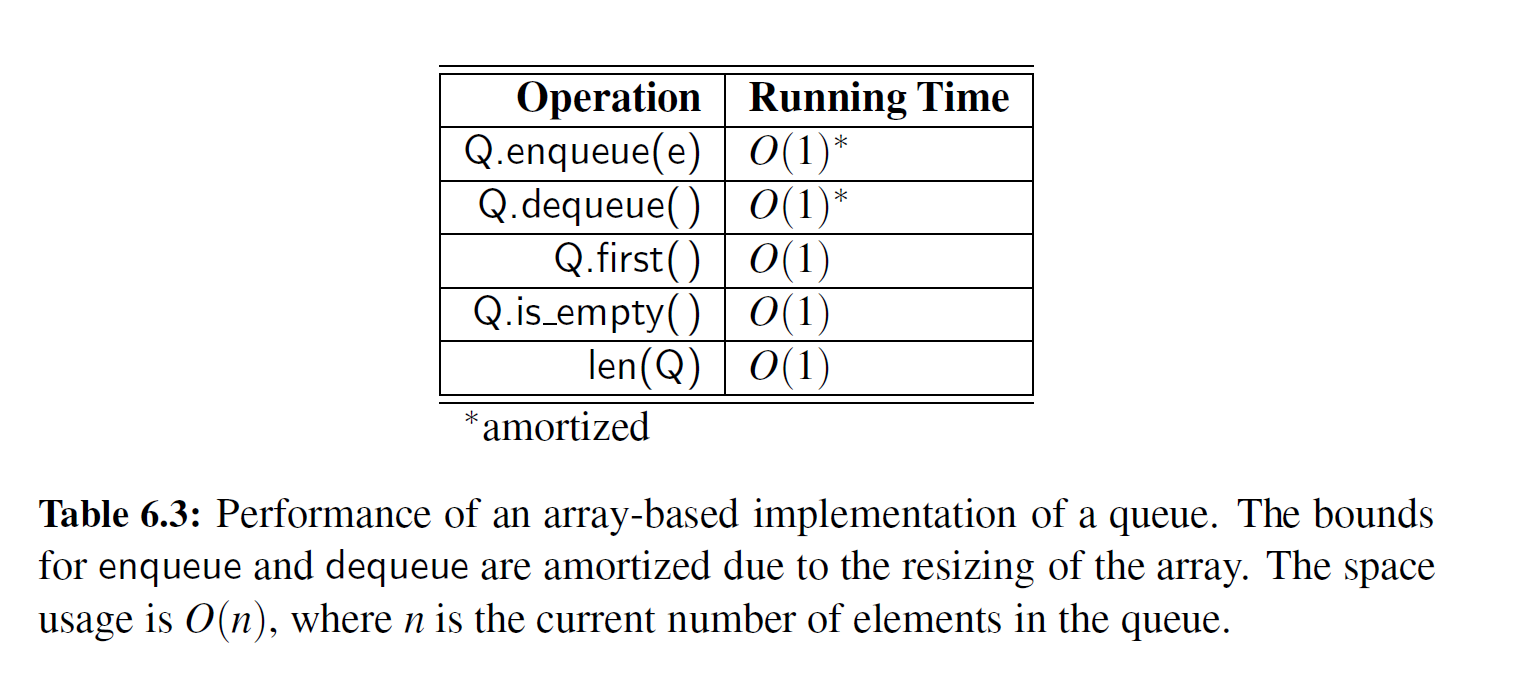 Operation Running Time
Q.enqueue(e) O(1)*
Q.dequeue( ) O(1)*
Q.first( ) O(1)
Q.is_empty( ) O(1)
len(Q) O(1)
*amortized
Table 6.3: Performance of an array-based implementation of a queue. The bounds
for enqueue and dequeue are amortized due to the resizing of the array. The space
usage is O(n), where n is the current number of elements in the queue.